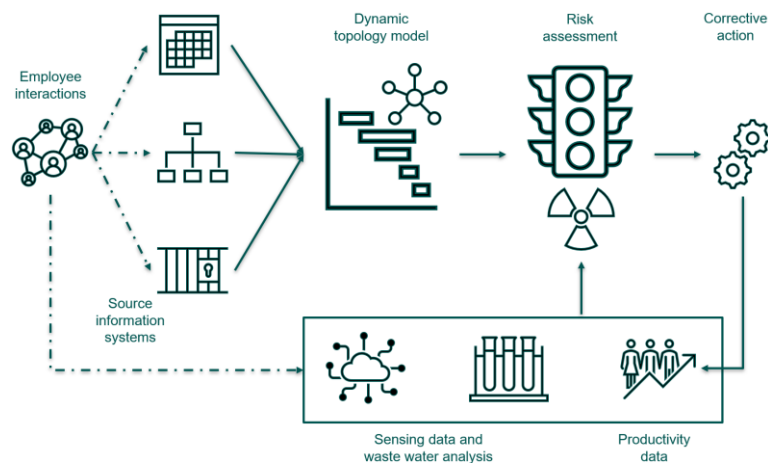 Dynamic
topology model
Risk
assessment
Corrective
action
Employee
interactions
Source
information
systems
Sensing data and
waste water analysis
Productivity
data